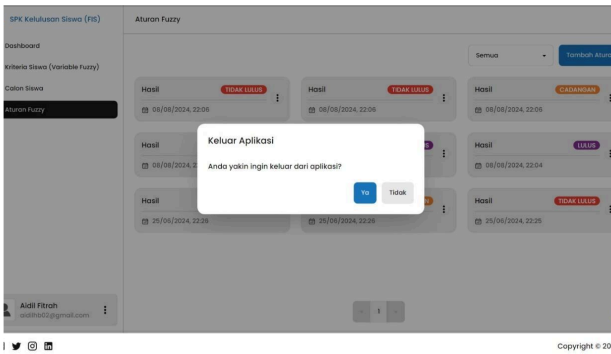 SPK Kelulusan Siswa (FIS)
Aturan Fuzzy
Dashboard
Kriteria Siswa (Variable Fuzzy)
Calon Siswa
Aturan Fuzzy
Semua
Tambah Atura
Hasil TIDAK LULUS
08/08/2024, 22:06
Hasil TIDAK LULUS
08/08/2024, 22:06
Hasil CADANGAN
08/08/2024, 22:06
Hasil
08/08/2024, 2
Hasil LULUS
08/08/2024, 22:04
Keluar Aplikasi
Anda yakin ingin keluar dari aplikasi?
Ya Tidak
Hasil
25/06/2024, 22:26
25/06/2024, 22:26
Hasil TIDAK LULUS
25/06/2024, 22:25
Aidil Fitrah
aidilhb02@gmail.com
1
Copyright © 20